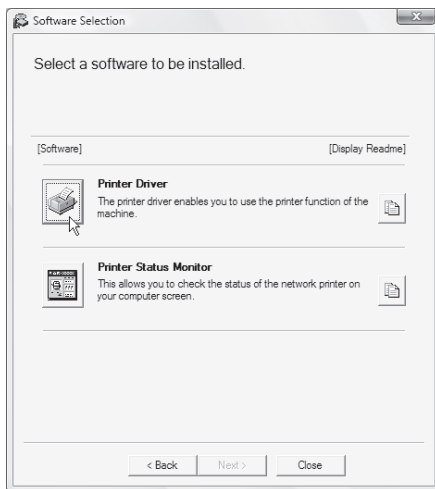 Software Selection
Select a software to be installed.
[Software] [Display Readme]
Printer Driver
The printer driver enables you to use the printer function of the
machine.
Printer Status Monitor
This allows you to check the status of the network printer on
your computer screen.
< Back Next > Close